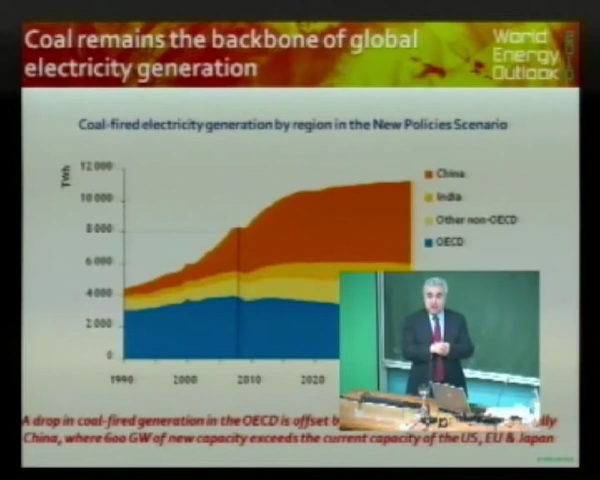 Coal remains the backbone of global
electricity generation
World
Energy
Outlook
2010
Coal-fired electricity generation by region in the New Policies Scenario
TWh
12 000
10 000
8 000
6 000
4 000
2 000
0
1990
2000
2010
2020
China
India
Other non-OECD
OECD
A drop in coal-fired generation in the OECD is offset b
China, where 600 GW of new capacity exceeds the current capacity of the US, EU & Japan